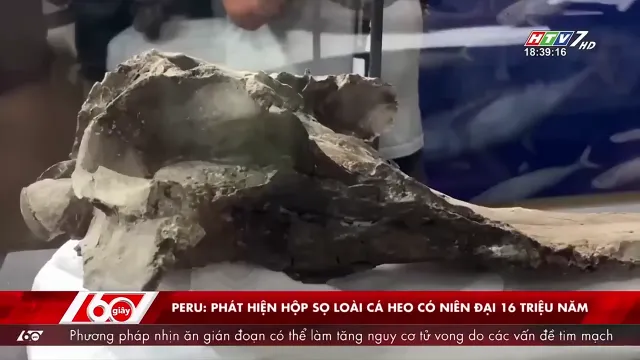 HTV7HD
18:39:16
60 giây
PERU: PHÁT HIỆN HỘP SỌ LOÀI CÁ HEO CÓ NIÊN ĐẠI 16 TRIỆU NĂM
60 Phương pháp nhịn ăn gián đoạn có thể làm tăng nguy cơ tử vong do các vấn đề tim mạch